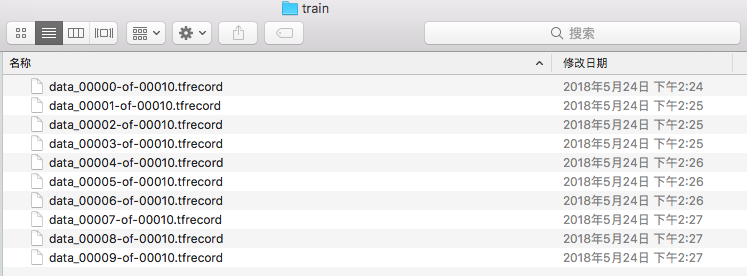 train
搜索
名称 修改日期
data_00000-of-00010.tfrecord 2018年5月24日 下午2:24
data_00001-of-00010.tfrecord 2018年5月24日 下午2:25
data_00002-of-00010.tfrecord 2018年5月24日 下午2:25
data_00003-of-00010.tfrecord 2018年5月24日 下午2:25
data_00004-of-00010.tfrecord 2018年5月24日 下午2:26
data_00005-of-00010.tfrecord 2018年5月24日 下午2:26
data_00006-of-00010.tfrecord 2018年5月24日 下午2:26
data_00007-of-00010.tfrecord 2018年5月24日 下午2:27
data_00008-of-00010.tfrecord 2018年5月24日 下午2:27
data_00009-of-00010.tfrecord 2018年5月24日 下午2:27